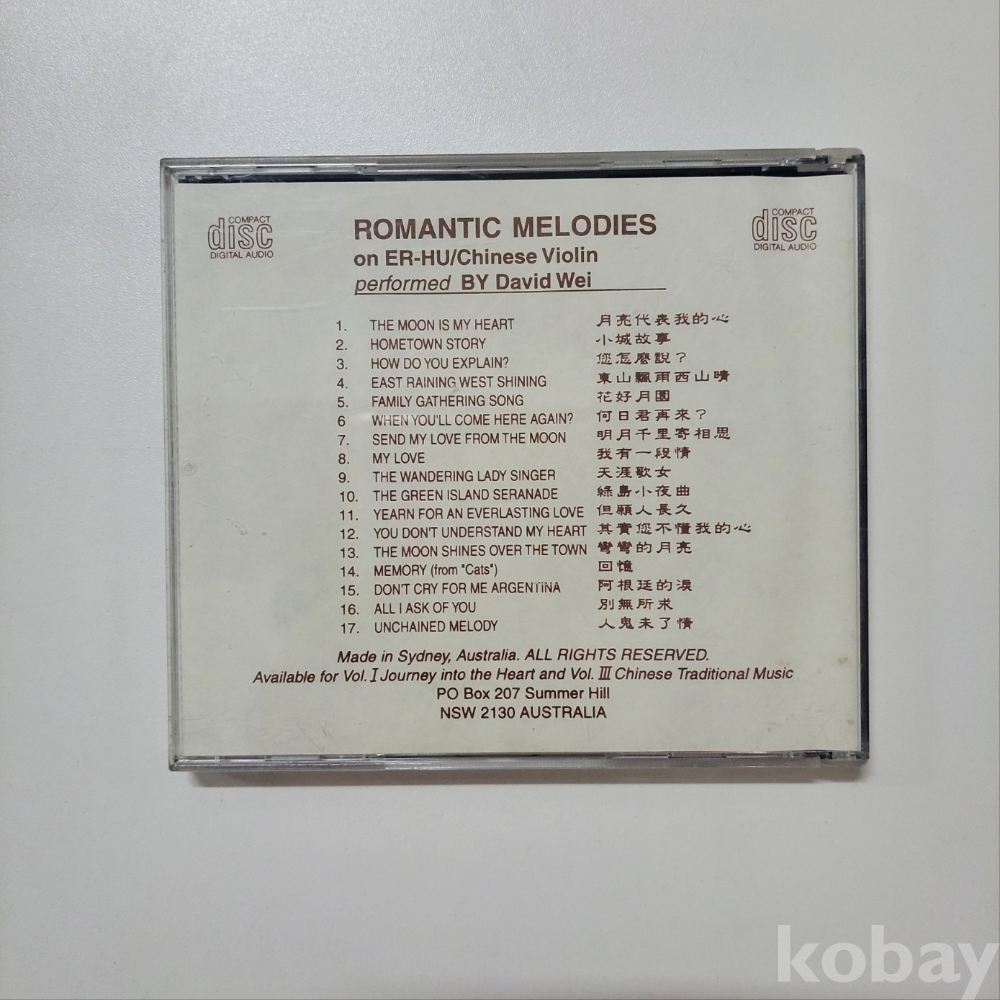 COMPACT
disc
DIGITAL AUDIO
ROMANTIC MELODIES
on ER-HU/Chinese Violin
performed BY David Wei
COMPACT
disc
DIGITAL AUDIO
1. THE MOON IS MY HEART 月亮代表我的心
2. HOMETOWN STORY 小城故事
3. HOW DO YOU EXPLAIN? 您怎麼說?
4. EAST RAINING WEST SHINING 東山飄雨西山晴
5. FAMILY GATHERING SONG 花好月圓
6 WHEN YOU'LL COME HERE AGAIN? 何日君再來?
7. SEND MY LOVE FROM THE MOON 明月千里寄相思
8. MY LOVE 我有一段情
9. THE WANDERING LADY SINGER 天涯歌女
10. THE GREEN ISLAND SERANADE 綠島小夜曲
11. YEARN FOR AN EVERLASTING LOVE 但願人長久
12. YOU DON'T UNDERSTAND MY HEART 其實您不懂我的心
13. THE MOON SHINES OVER THE TOWN 彎彎的月亮
14. MEMORY (from "Cats") 回憶
15. DON'T CRY FOR ME ARGENTINA 阿根廷的淚
16. ALL I ASK OF YOU 別無所求
17. UNCHAINED MELODY 人鬼未了情
Made in Sydney, Australia. ALL RIGHTS RESERVED.
Available for Vol. I Journey into the Heart and Vol. III Chinese Traditional Music
PO Box 207 Summer Hill
NSW 2130 AUSTRALIA
kobay